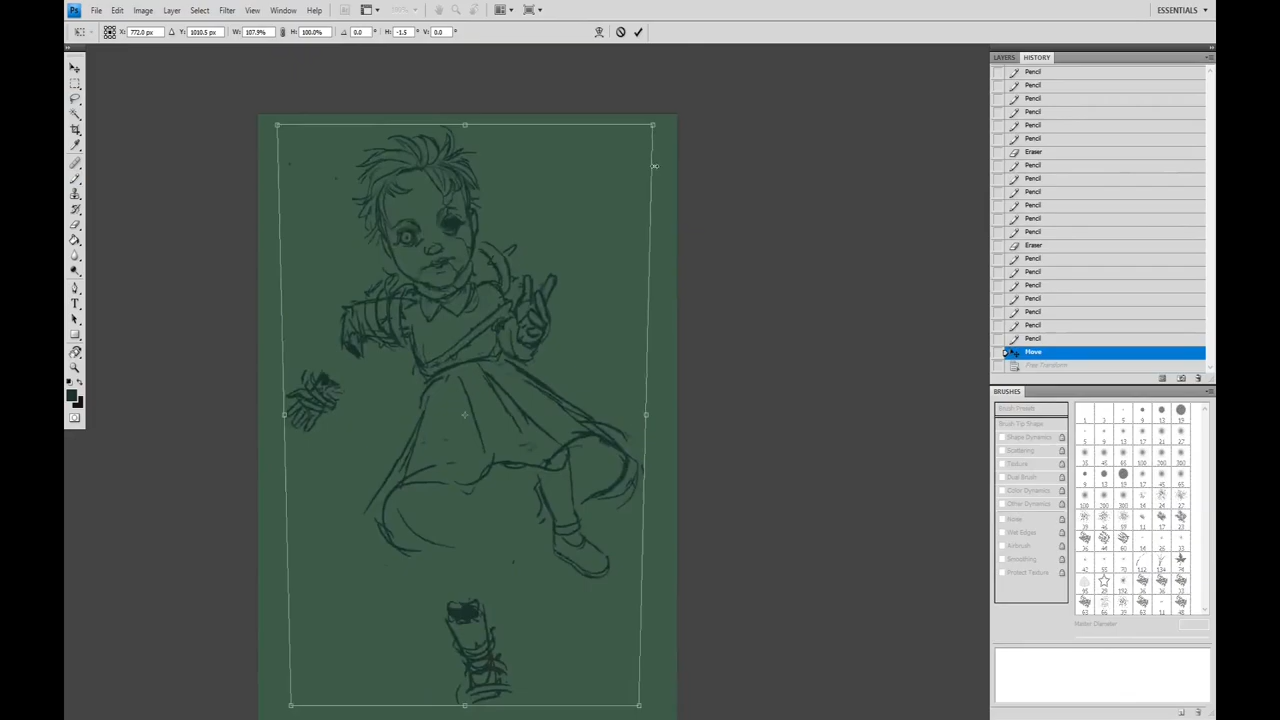 Ps File Edit Image Layer Select Filter View Window Help Br ESSENTIALS
X: 772.0 px Y: 1010.5 px W: 107.9% H: 100.0% 0.0 ° H: -1.5 ° V: 0.0 °
LAYERS HISTORY
Pencil
Pencil
Pencil
Pencil
Pencil
Pencil
Eraser
Pencil
Pencil
Pencil
Pencil
Pencil
Pencil
Eraser
Pencil
Pencil
Pencil
Pencil
Pencil
Pencil
Pencil
Move
Free Transform
BRUSHES
Brush Presets
Brush Tip Shape
Shape Dynamics
Scattering
Texture
Dual Brush
Color Dynamics
Other Dynamics
Noise
Wet Edges
Airbrush
Smoothing
Protect Texture
Master Diameter